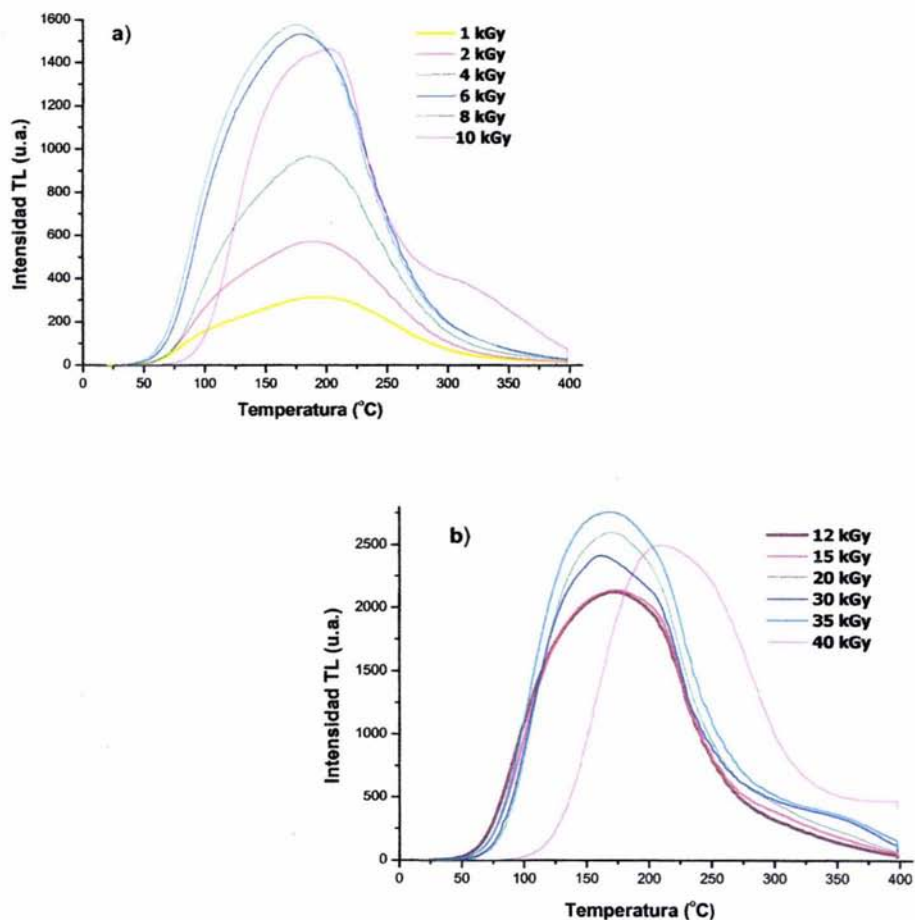 a)
1 kGy
2 kGy
4 kGy
6 kGy
8 kGy
10 kGy
1600
1400
1200
1000
800
600
400
200
0
Intensidad TL (u.a.)
0 50 100 150 200 250 300 350 400
Temperatura (°C)
b)
12 kGy
15 kGy
20 kGy
30 kGy
35 kGy
40 kGy
2500
2000
1500
1000
500
0
Intensidad TL (u.a.)
0 50 100 150 200 250 300 350 400
Temperatura (°C)